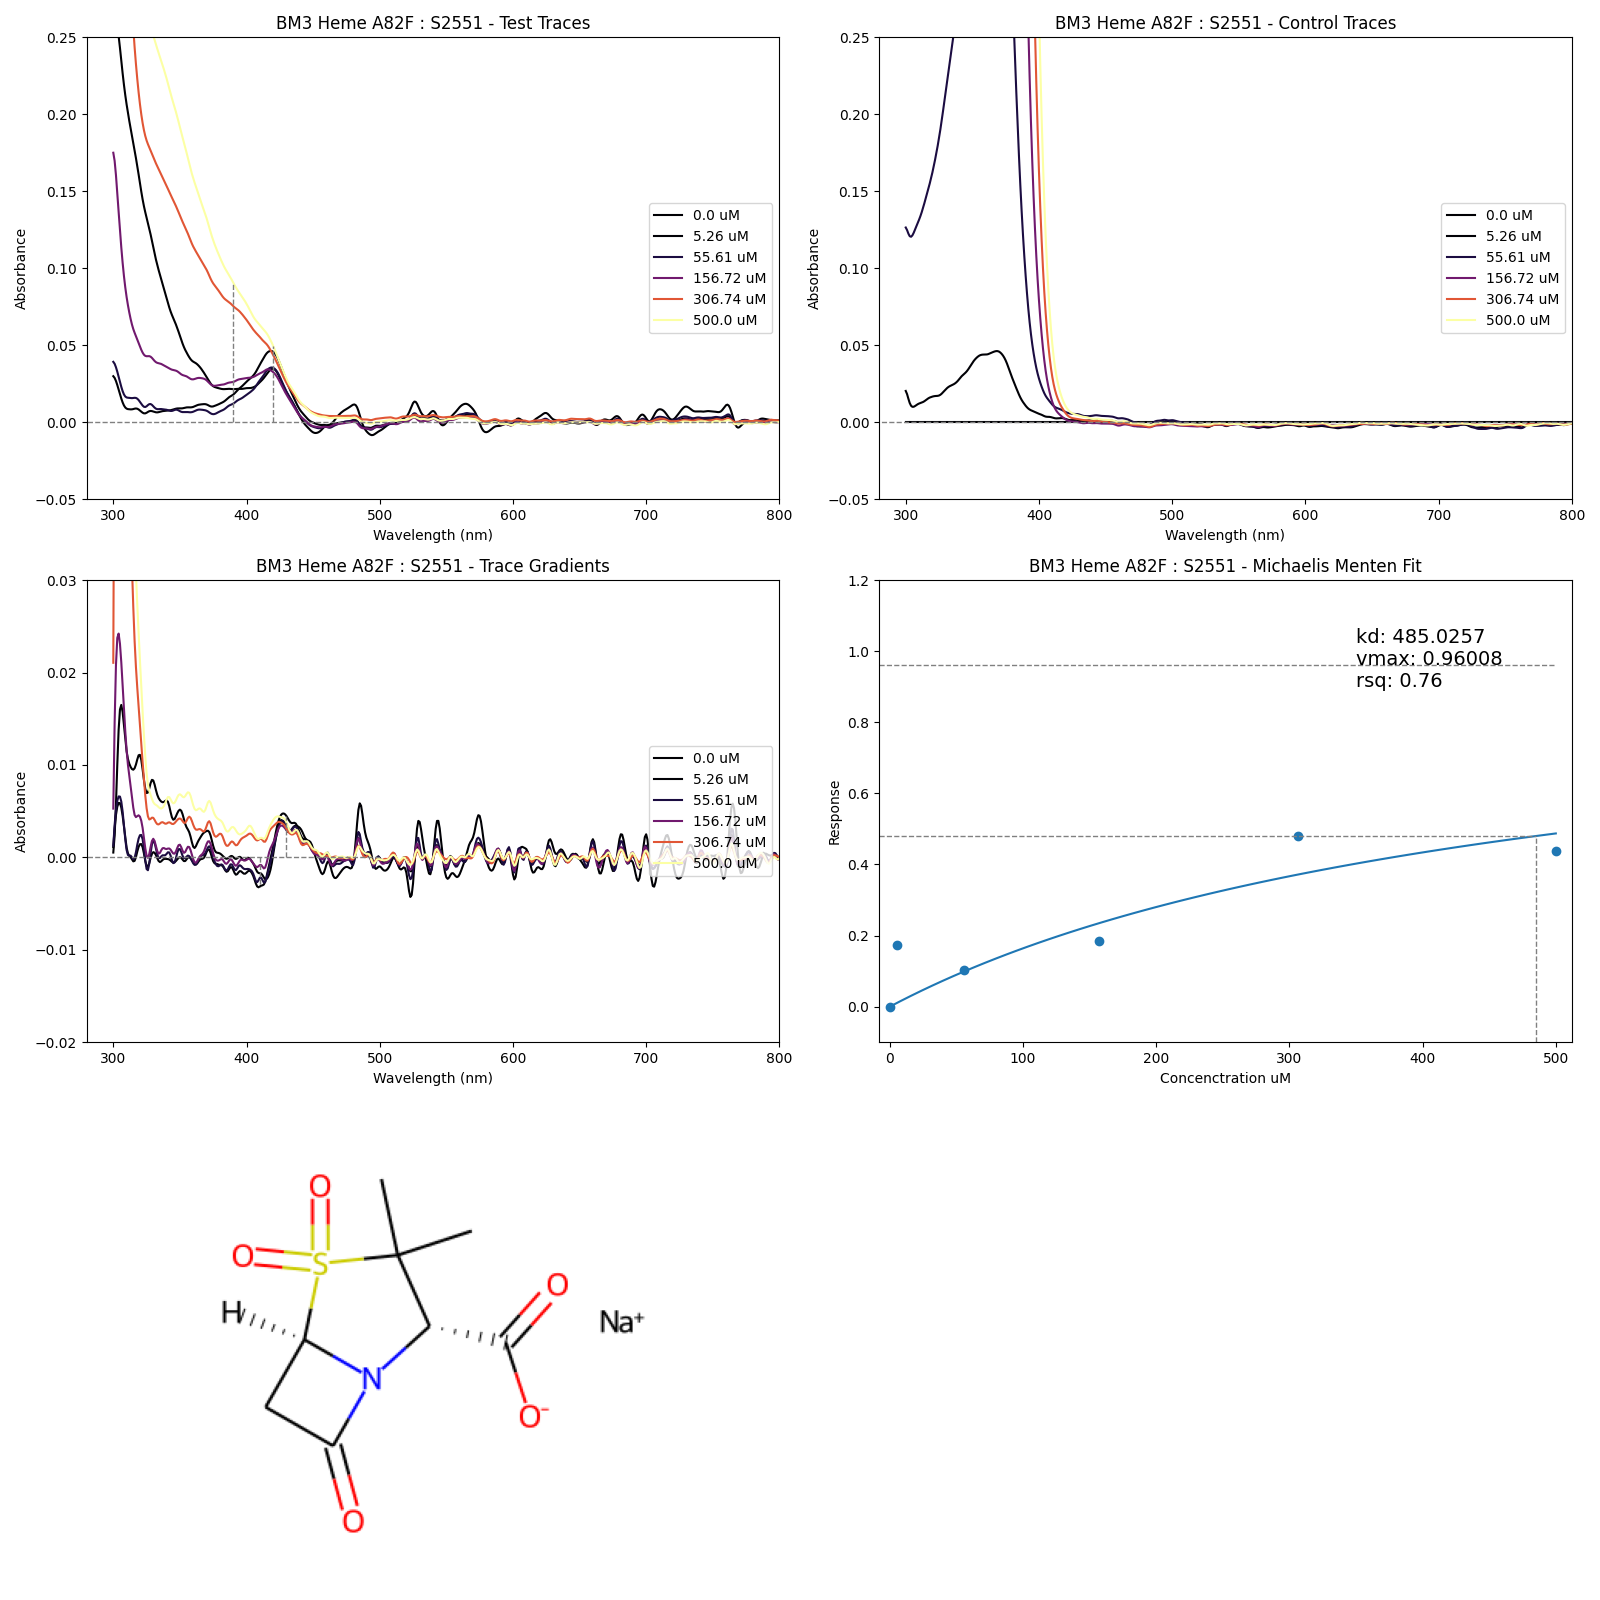 BM3 Heme A82F : S2551 - Test Traces
Absorbance
0.25
0.20
0.15
0.10
0.05
0.00
−0.05
300 400 500 600 700 800
Wavelength (nm)
0.0 uM
5.26 uM
55.61 uM
156.72 uM
306.74 uM
500.0 uM
BM3 Heme A82F : S2551 - Control Traces
Absorbance
0.25
0.20
0.15
0.10
0.05
0.00
−0.05
300 400 500 600 700 800
Wavelength (nm)
0.0 uM
5.26 uM
55.61 uM
156.72 uM
306.74 uM
500.0 uM
BM3 Heme A82F : S2551 - Trace Gradients
Absorbance
0.03
0.02
0.01
0.00
−0.01
−0.02
300 400 500 600 700 800
Wavelength (nm)
0.0 uM
5.26 uM
55.61 uM
156.72 uM
306.74 uM
500.0 uM
BM3 Heme A82F : S2551 - Michaelis Menten Fit
Response
1.2
1.0
0.8
0.6
0.4
0.2
0.0
0 100 200 300 400 500
Concenctration uM
kd: 485.0257
vmax: 0.96008
rsq: 0.76
O
O
S
O
H
Na⁺
N
O⁻
O